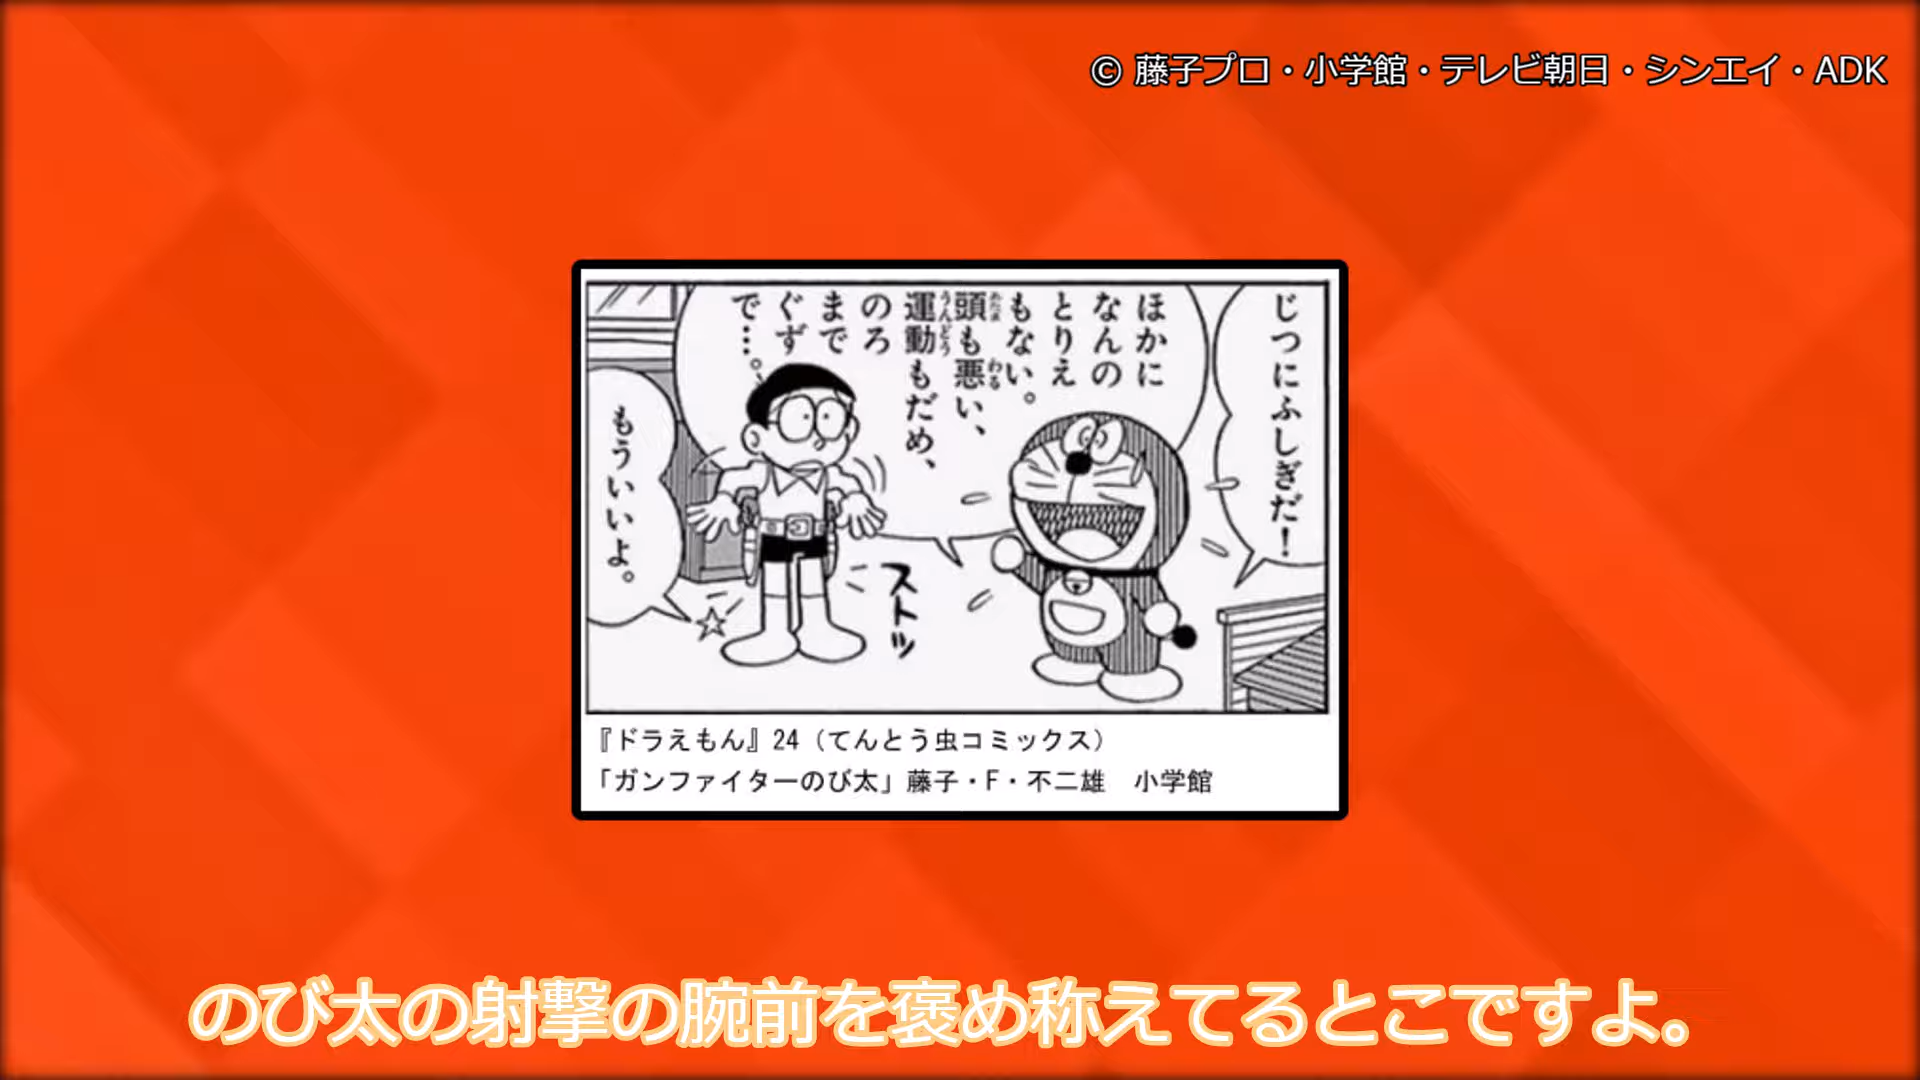 © 藤子プロ・小学館・テレビ朝日・シンエイ・ADK
じつにふしぎだ！
ほかに
なんの
とりえ
もない。
頭も悪い、
運動もだめ、
のろ
まで
ぐず
で…。
もういいよ。
ストッ
『ドラえもん』24（てんとう虫コミックス）
「ガンファイターのび太」藤子・F・不二雄　小学館
のび太の射撃の腕前を褒め称えてるとこですよ。